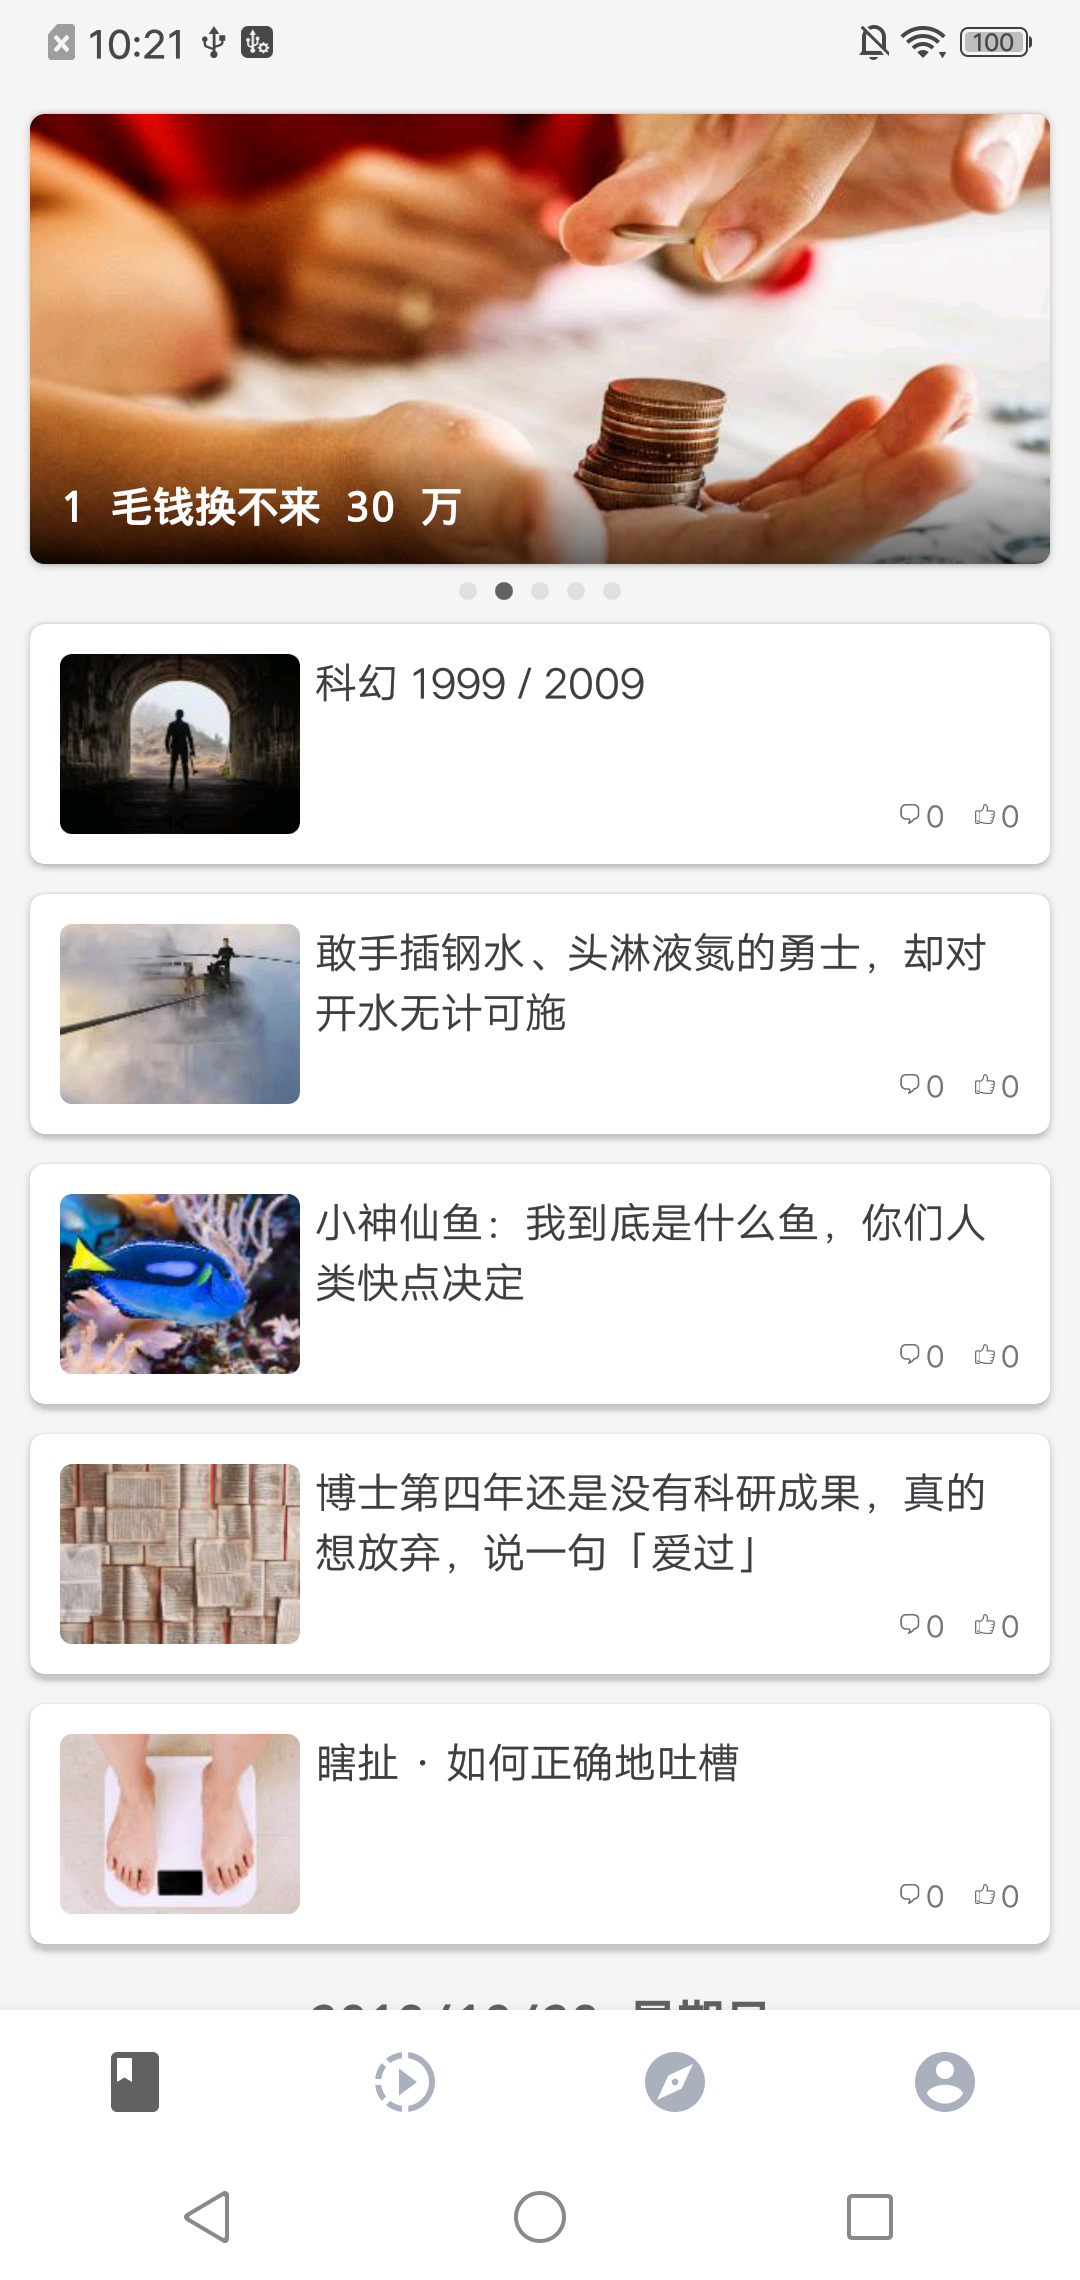 10:21
100
1 毛钱换不来 30 万
科幻 1999 / 2009
0 0
敢手插钢水、头淋液氮的勇士，却对
开水无计可施
0 0
小神仙鱼：我到底是什么鱼，你们人
类快点决定
0 0
博士第四年还是没有科研成果，真的
想放弃，说一句「爱过」
0 0
瞎扯 · 如何正确地吐槽
0 0